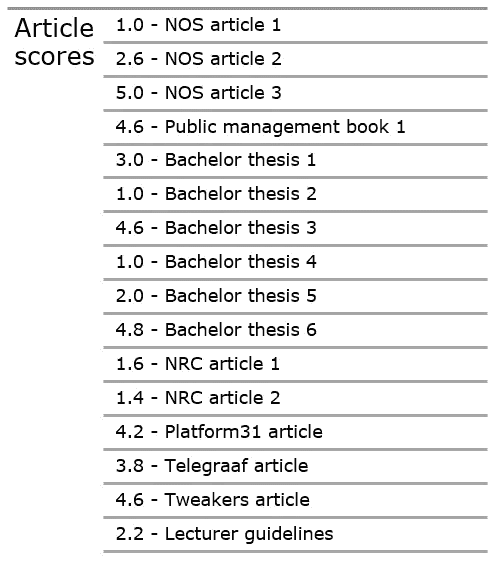 Article
scores
1.0 - NOS article 1
2.6 - NOS article 2
5.0 - NOS article 3
4.6 - Public management book 1
3.0 - Bachelor thesis 1
1.0 - Bachelor thesis 2
4.6 - Bachelor thesis 3
1.0 - Bachelor thesis 4
2.0 - Bachelor thesis 5
4.8 - Bachelor thesis 6
1.6 - NRC article 1
1.4 - NRC article 2
4.2 - Platform31 article
3.8 - Telegraaf article
4.6 - Tweakers article
2.2 - Lecturer guidelines